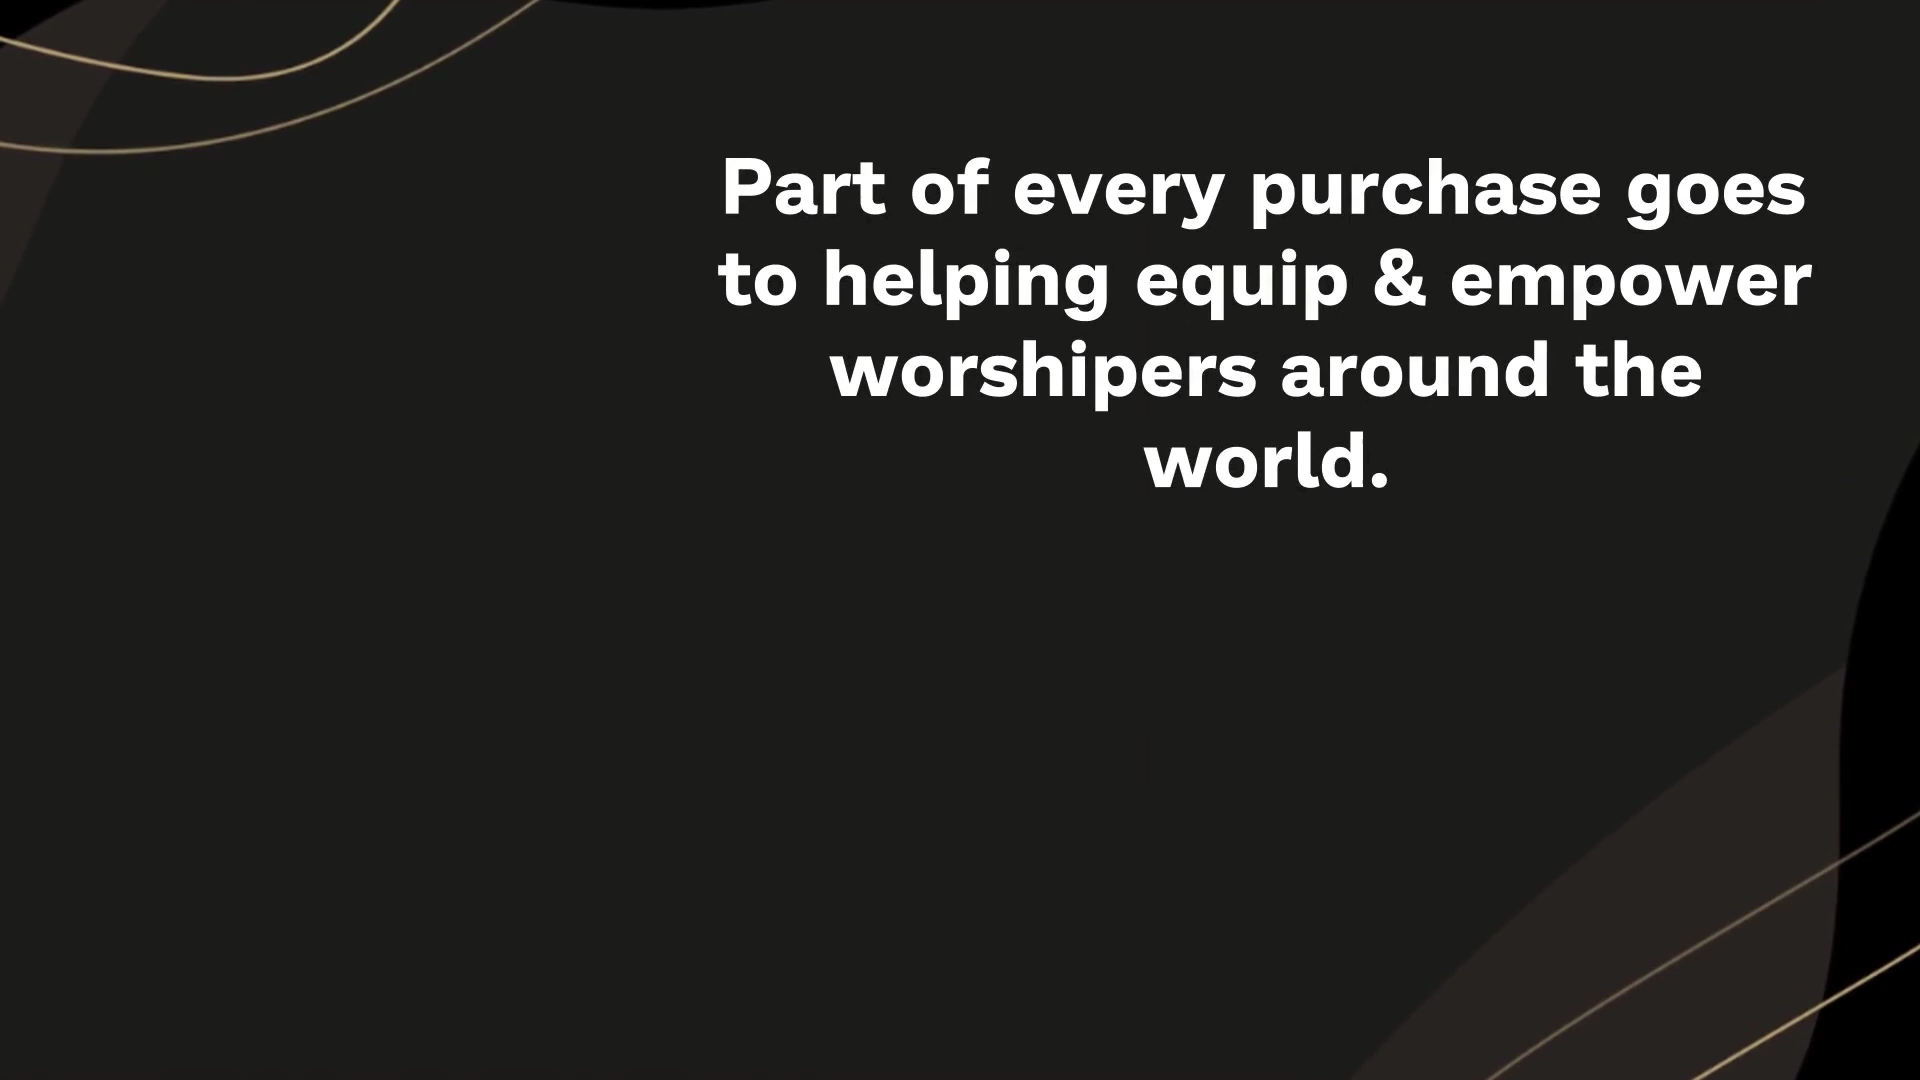 Part of every purchase goes
to helping equip & empower
worshipers around the
world.